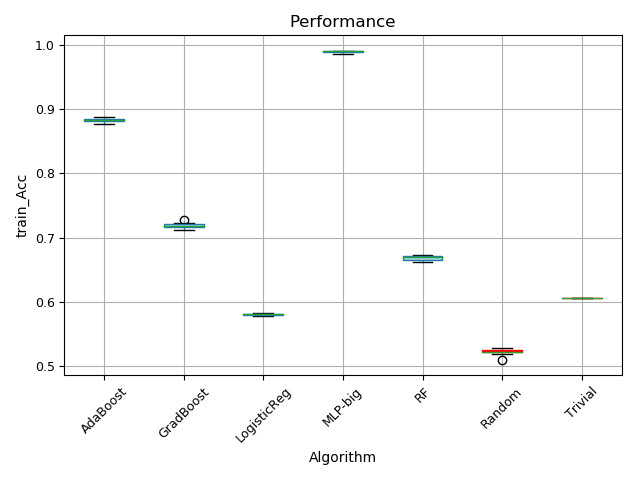 Performance
train_Acc
1.0
0.9
0.8
0.7
0.6
0.5
AdaBoost
GradBoost
LogisticReg
MLP-big
RF
Random
Trivial
Algorithm